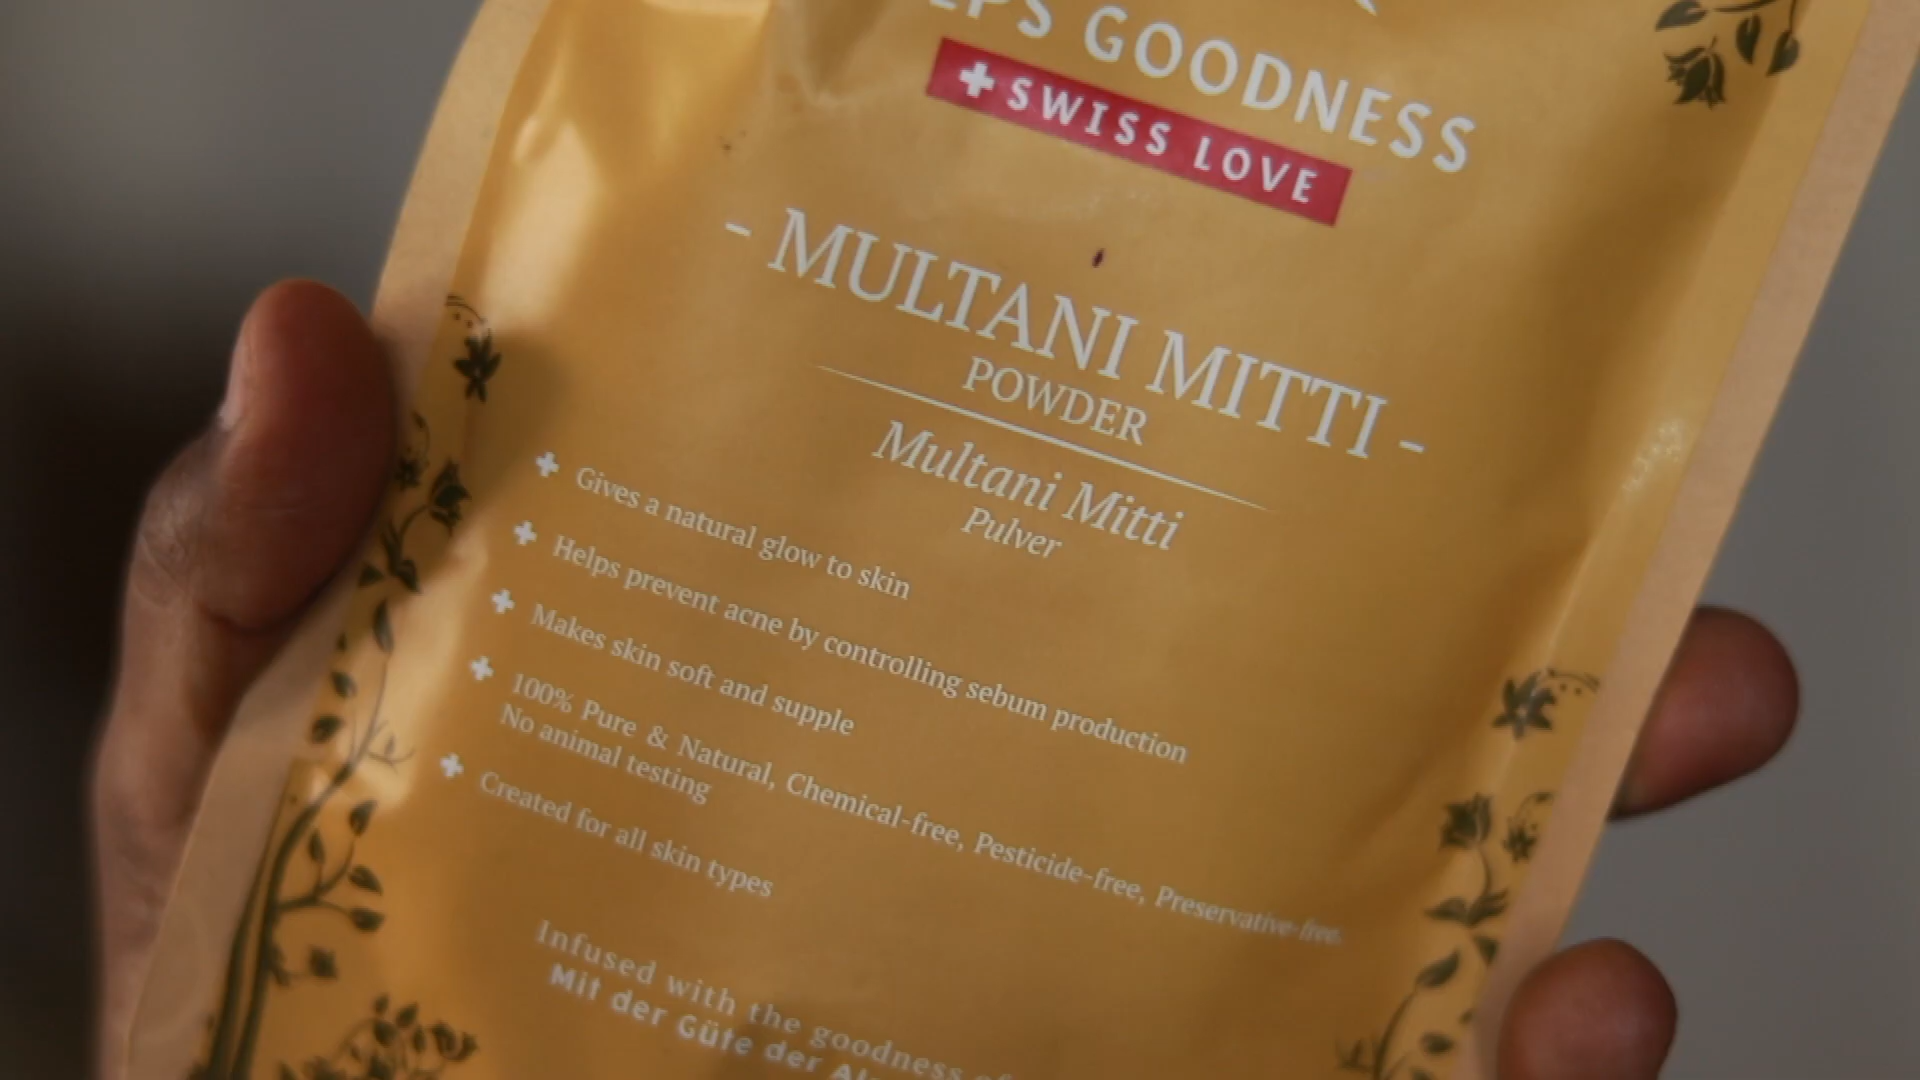 GOODNESS
SWISS LOVE
- MULTANI MITTI -
POWDER
Multani Mitti
Pulver
Gives a natural glow to skin
Helps prevent acne by controlling sebum production
Makes skin soft and supple
100% Pure & Natural, Chemical-free, Pesticide-free, Preservative-free.
No animal testing
Created for all skin types
Infused with the goodness of
Mit der Güte der